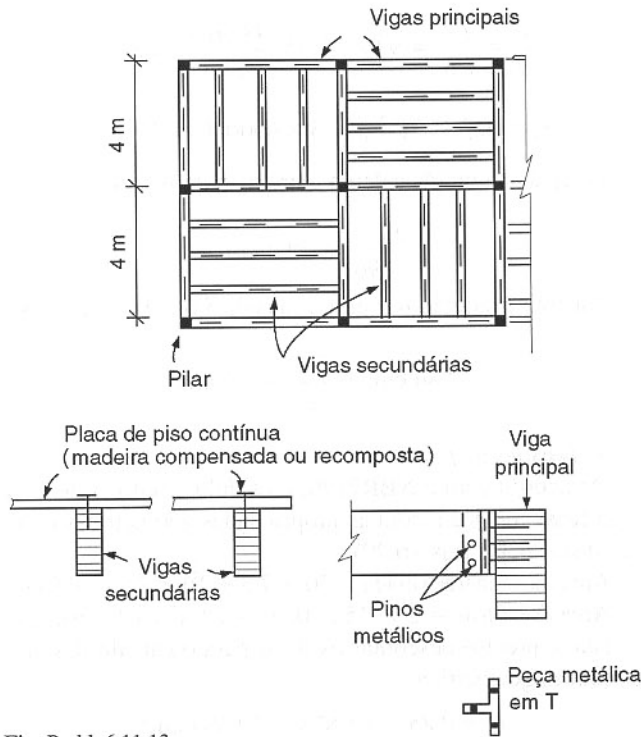 Vigas principais
4 m
4 m
Pilar
Vigas secundárias
Placa de piso contínua
(madeira compensada ou recomposta)
Viga
principal
Vigas
secundárias
Pinos
metálicos
Peça metálica
em T